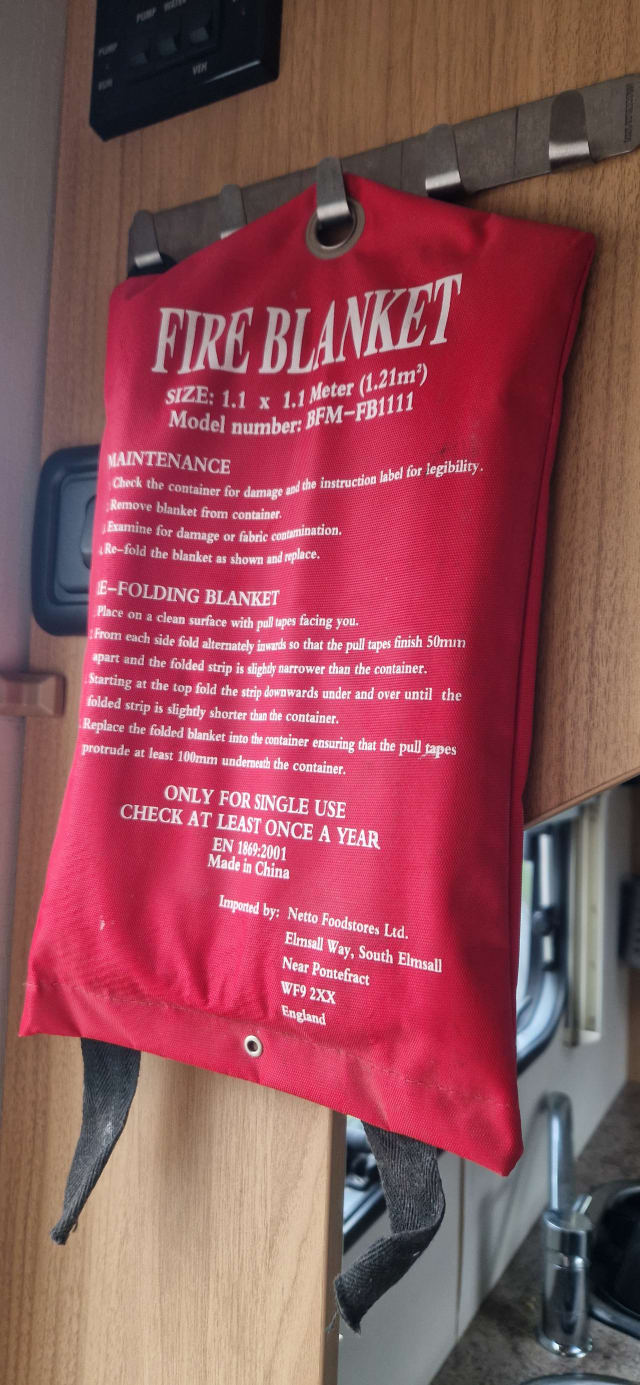 PUMP WATER
PUMP
RUN
VEH
FIRE BLANKET
SIZE: 1.1 x 1.1 Meter (1.21m²)
Model number: BFM-FB1111
MAINTENANCE
Check the container for damage and the instruction label for legibility.
Remove blanket from container.
Examine for damage or fabric contamination.
Re-fold the blanket as shown and replace.
E-FOLDING BLANKET
Place on a clean surface with pull tapes facing you.
From each side fold alternately inwards so that the pull tapes finish 50mm
apart and the folded strip is slightly narrower than the container.
Starting at the top fold the strip downwards under and over until the
folded strip is slightly shorter than the container.
Replace the folded blanket into the container ensuring that the pull tapes
protrude at least 100mm underneath the container.
ONLY FOR SINGLE USE
CHECK AT LEAST ONCE A YEAR
EN 1869:2001
Made in China
Imported by: Netto Foodstores Ltd.
Elmsall Way, South Elmsall
Near Pontefract
WF9 2XX
England